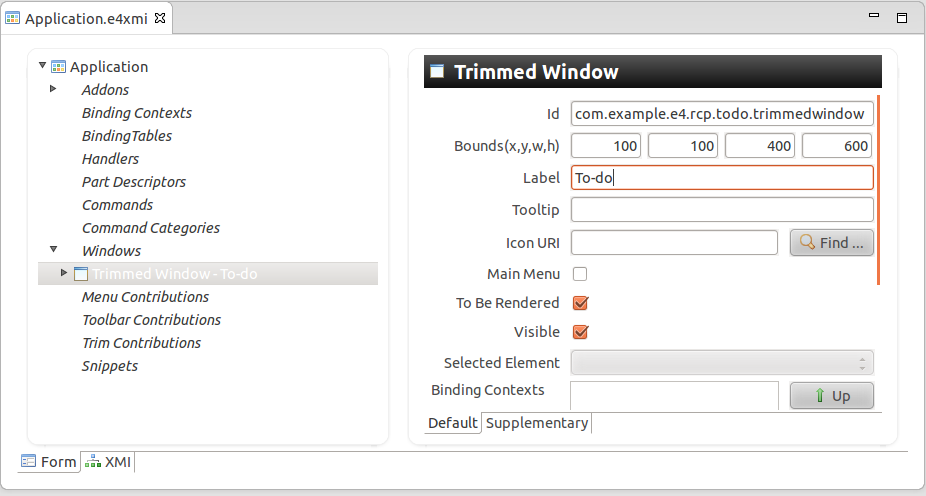 Application.e4xmi
Application
Addons
Binding Contexts
BindingTables
Handlers
Part Descriptors
Commands
Command Categories
Windows
Trimmed Window - To-do
Menu Contributions
Toolbar Contributions
Trim Contributions
Snippets
Trimmed Window
Id com.example.e4.rcp.todo.trimmedwindow
Bounds(x,y,w,h) 100 100 400 600
Label To-do
Tooltip
Icon URI Find ...
Main Menu
To Be Rendered
Visible
Selected Element
Binding Contexts Up
Default Supplementary
Form XMI